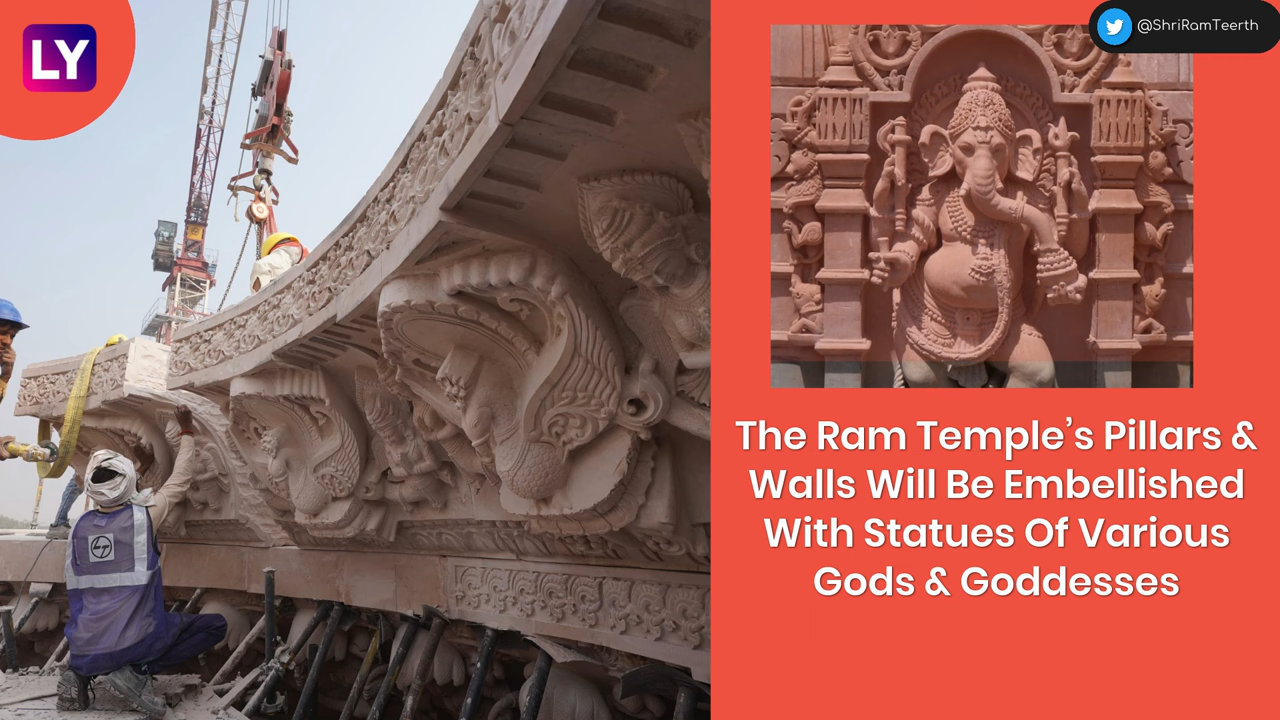 LY
@ShriRamTeerth
The Ram Temple’s Pillars &
Walls Will Be Embellished
With Statues Of Various
Gods & Goddesses